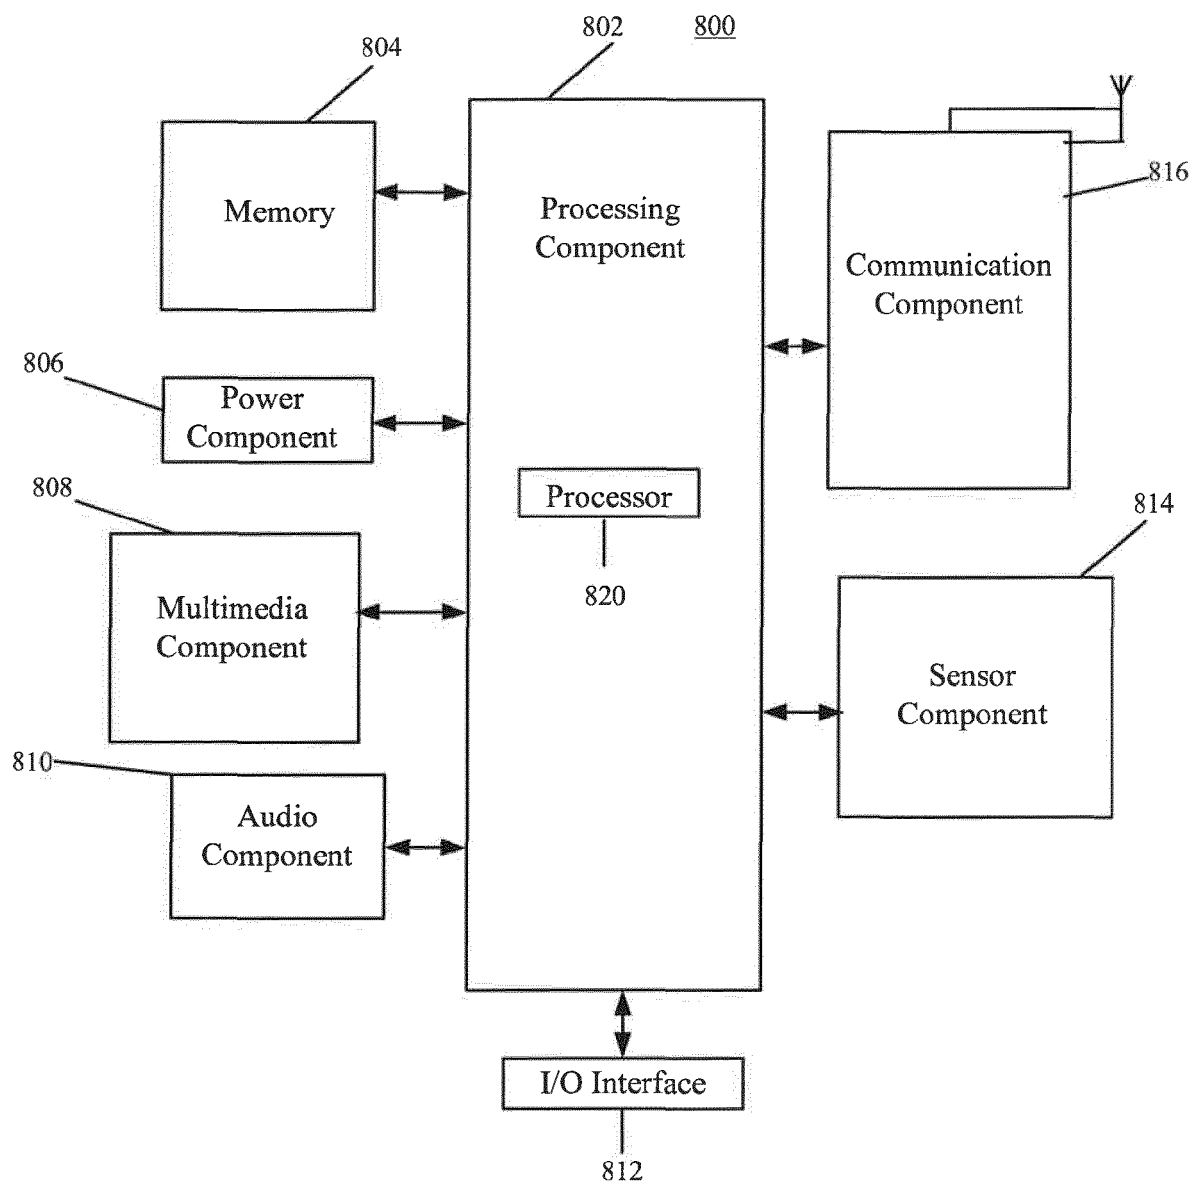 802
800
804
816
Memory
Processing
Component
Communication
Component
806
Power
Component
808
Processor
814
820
Multimedia
Component
Sensor
Component
810
Audio
Component
I/O Interface
812